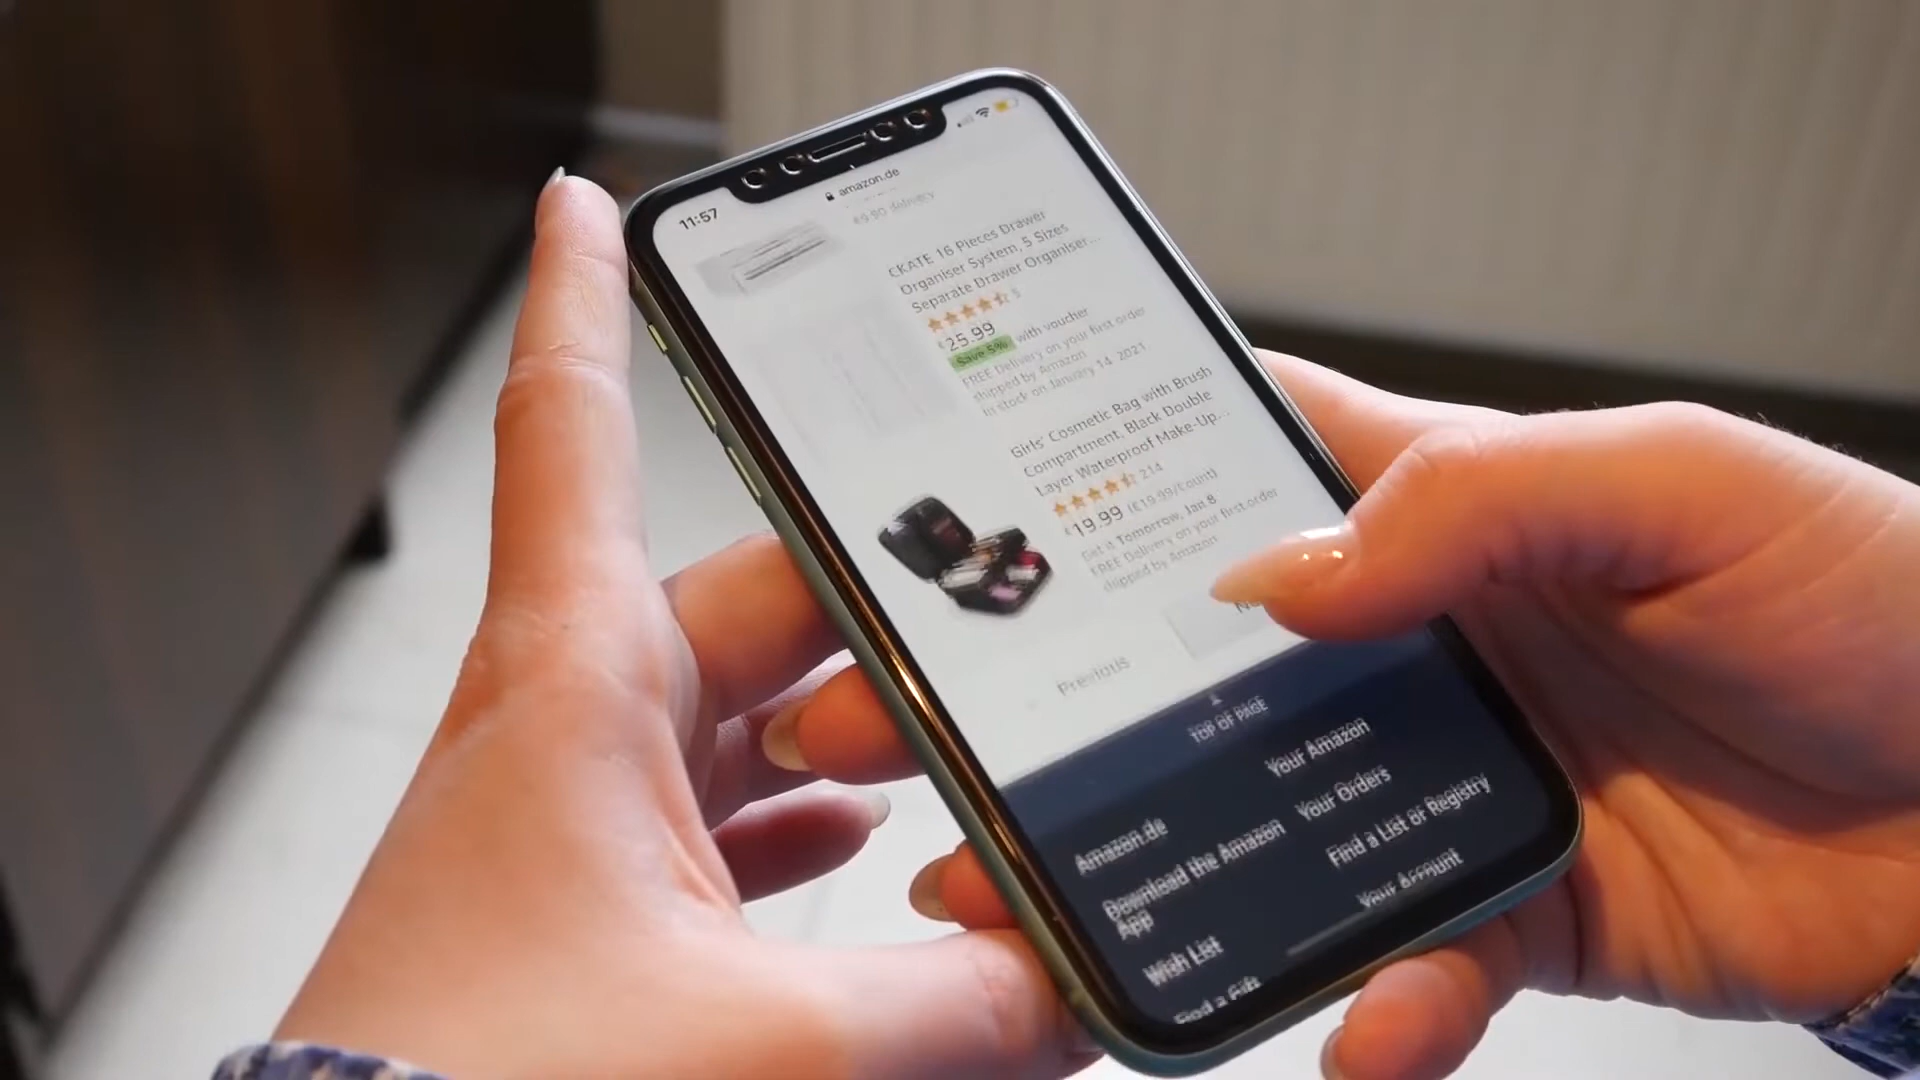 11:57
amazon.de
€9.90 delivery
CKATE 16 Pieces Drawer
Organiser System, 5 Sizes
Separate Drawer Organiser...
5
€25.99
Save 5% with voucher
FREE Delivery on your first order
shipped by Amazon
In stock on January 14, 2021
Girls' Cosmetic Bag with Brush
Compartment, Black Double
Layer Waterproof Make-Up...
214
€19.99 (€19.99/count)
Get it Tomorrow, Jan 8
FREE Delivery on your first order
shipped by Amazon
Previous
TOP OF PAGE
Amazon.de
Your Amazon
Download the Amazon
App
Your Orders
Wish List
Find a List or Registry
Find a Gift
Your Account